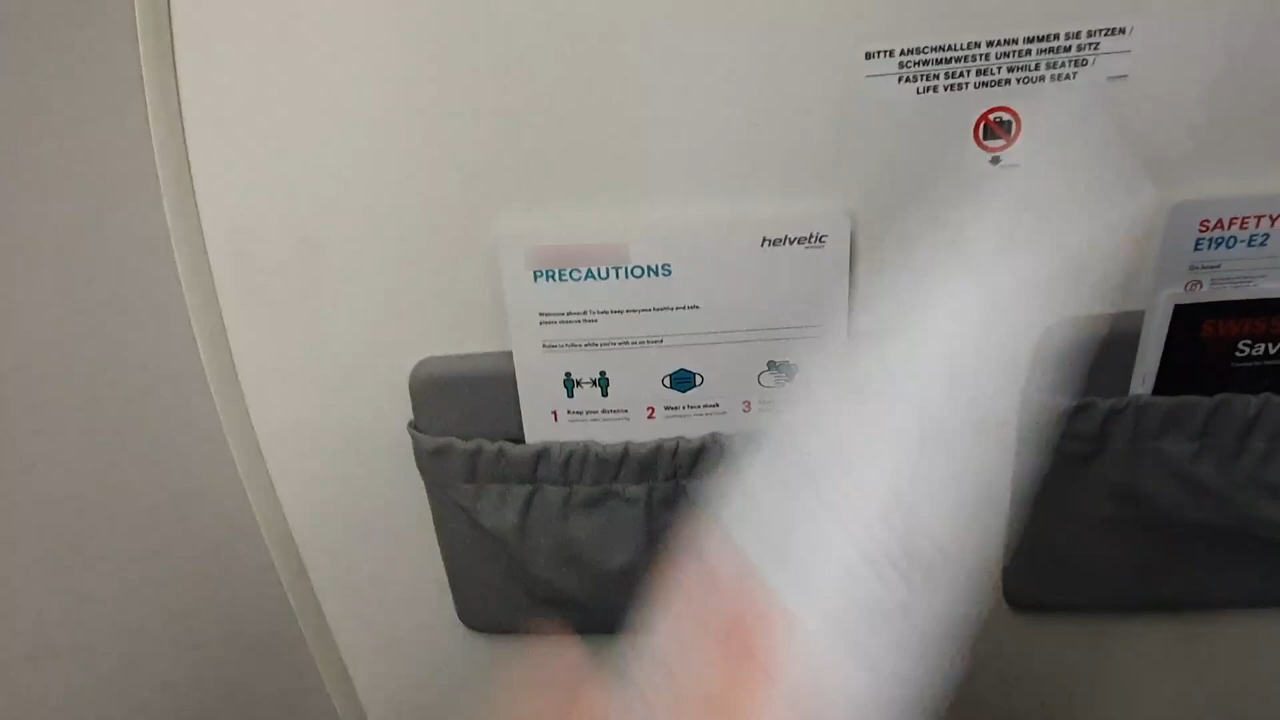 BITTE ANSCHNALLEN WANN IMMER SIE SITZEN /
SCHWIMMWESTE UNTER IHREM SITZ
FASTEN SEAT BELT WHILE SEATED /
LIFE VEST UNDER YOUR SEAT
helvetic
PRECAUTIONS
Welcome aboard! To help keep everyone healthy and safe,
please observe these
Rules to follow while you're with us on board
1 Keep your distance
2 Wear a face mask
3
SAFETY
E190-E2
On board
SWISS
Sav